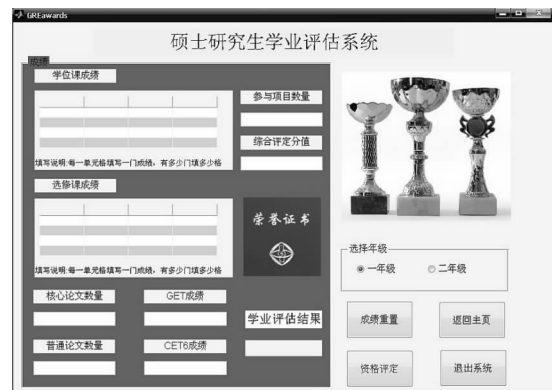 GREawards
硕士研究生学业评估系统
成绩
学位课成绩
填写说明:每一单元格填写一门成绩，有多少门填多少格
参与项目数量
综合评定分值
选修课成绩
填写说明:每一单元格填写一门成绩，有多少门填多少格
荣誉证书
核心论文数量
GET成绩
普通论文数量
CET6成绩
学业评估结果
选择年级
一年级
二年级
成绩重置
返回主页
资格评定
退出系统